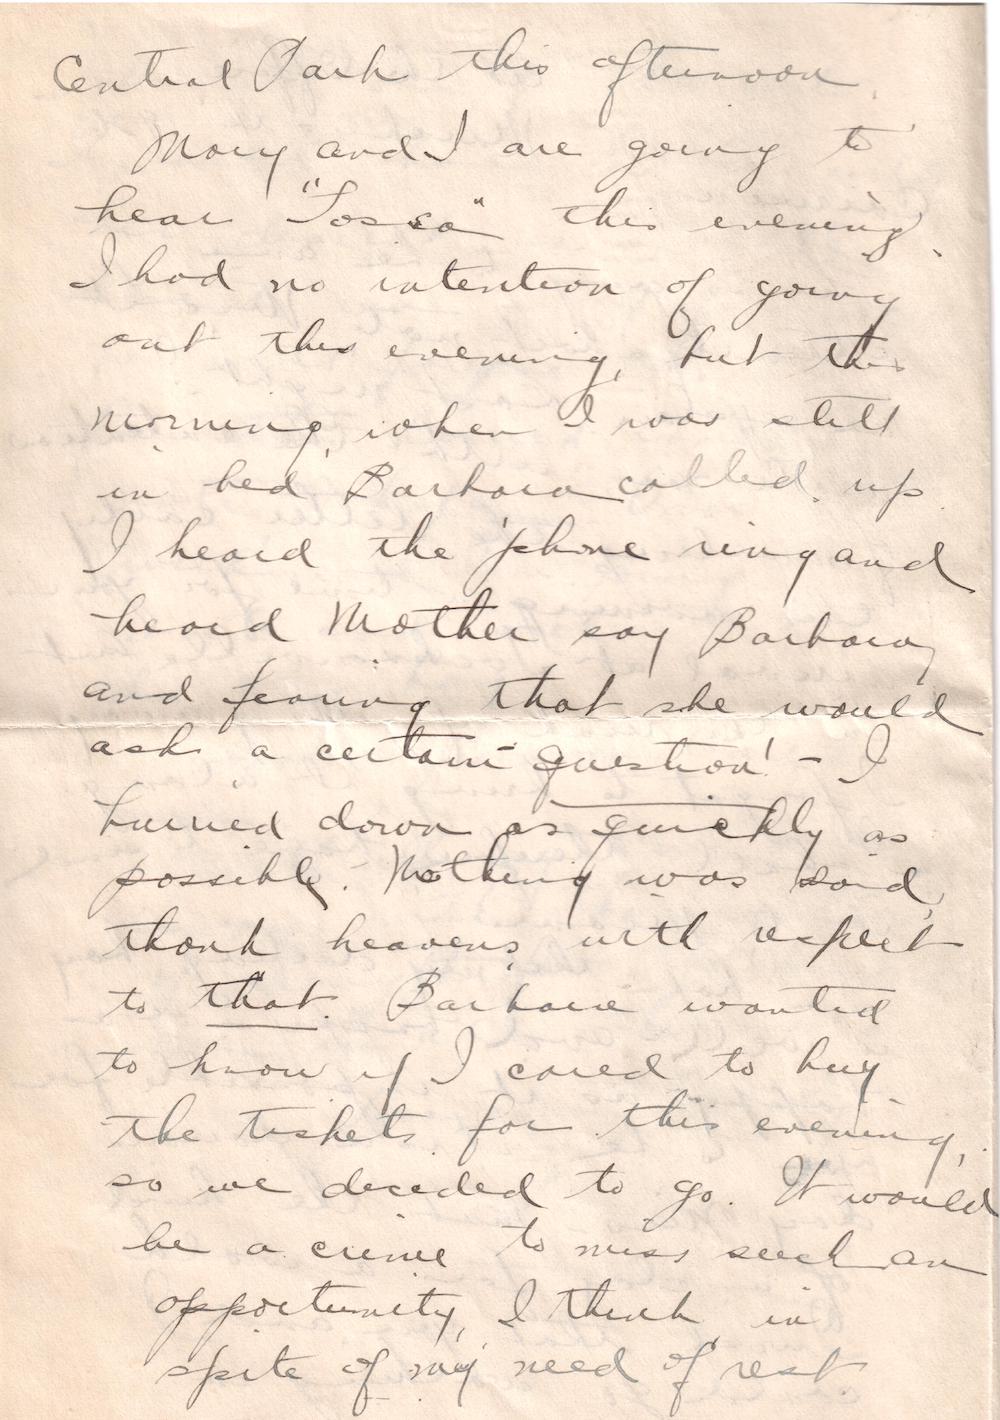 Central Park this afternoon.
Mary and I are going to
hear "Tosca" this evening.
I had no intention of going
out this evening, but this
morning, when I was still
in bed Barbara called up.
I heard the 'phone ring and
heard Mother say Barbara,
and fearing that she would
ask a certain question! - I
hurried down as quickly as
possible. Nothing was said,
thank heavens, with respect
to that. Barbara wanted
to know if I cared to buy
the tickets for this evening,
so we decided to go. It would
be a crime to miss such an
opportunity, I think in
spite of my need of rest.